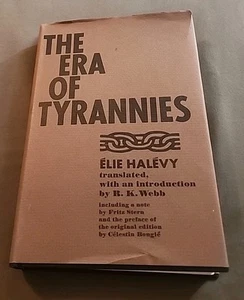 THE
ERA
OF
TYRANNIES
ÉLIE HALÉVY
translated,
with an introduction
by R. K. Webb
including a note
by Fritz Stern
and the preface of
the original edition
by Célestin Bouglé